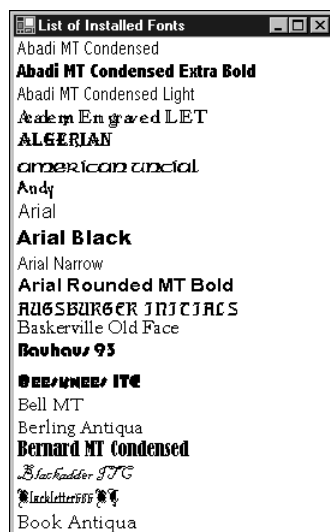 List of Installed Fonts
Abadi MT Condensed
Abadi MT Condensed Extra Bold
Abadi MT Condensed Light
Academy Engraved LET
ALGERIAN
american uncial
Andy
Arial
Arial Black
Arial Narrow
Arial Rounded MT Bold
AUGSBURGER INITIALS
Baskerville Old Face
Bauhaus 93
BEESKNEES ITC
Bell MT
Berling Antiqua
Bernard MT Condensed
Blackadder ITC
Blackletter686 BT
Book Antiqua